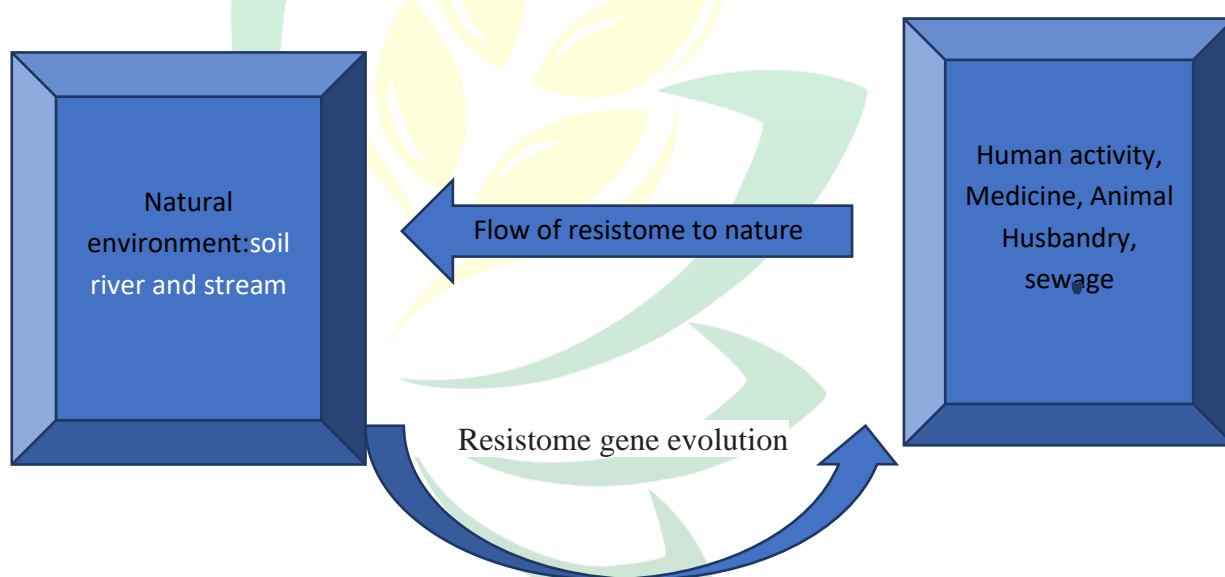 Natural
environment:soil
river and stream
Flow of resistome to nature
Human activity,
Medicine, Animal
Husbandry,
sewage
Resistome gene evolution